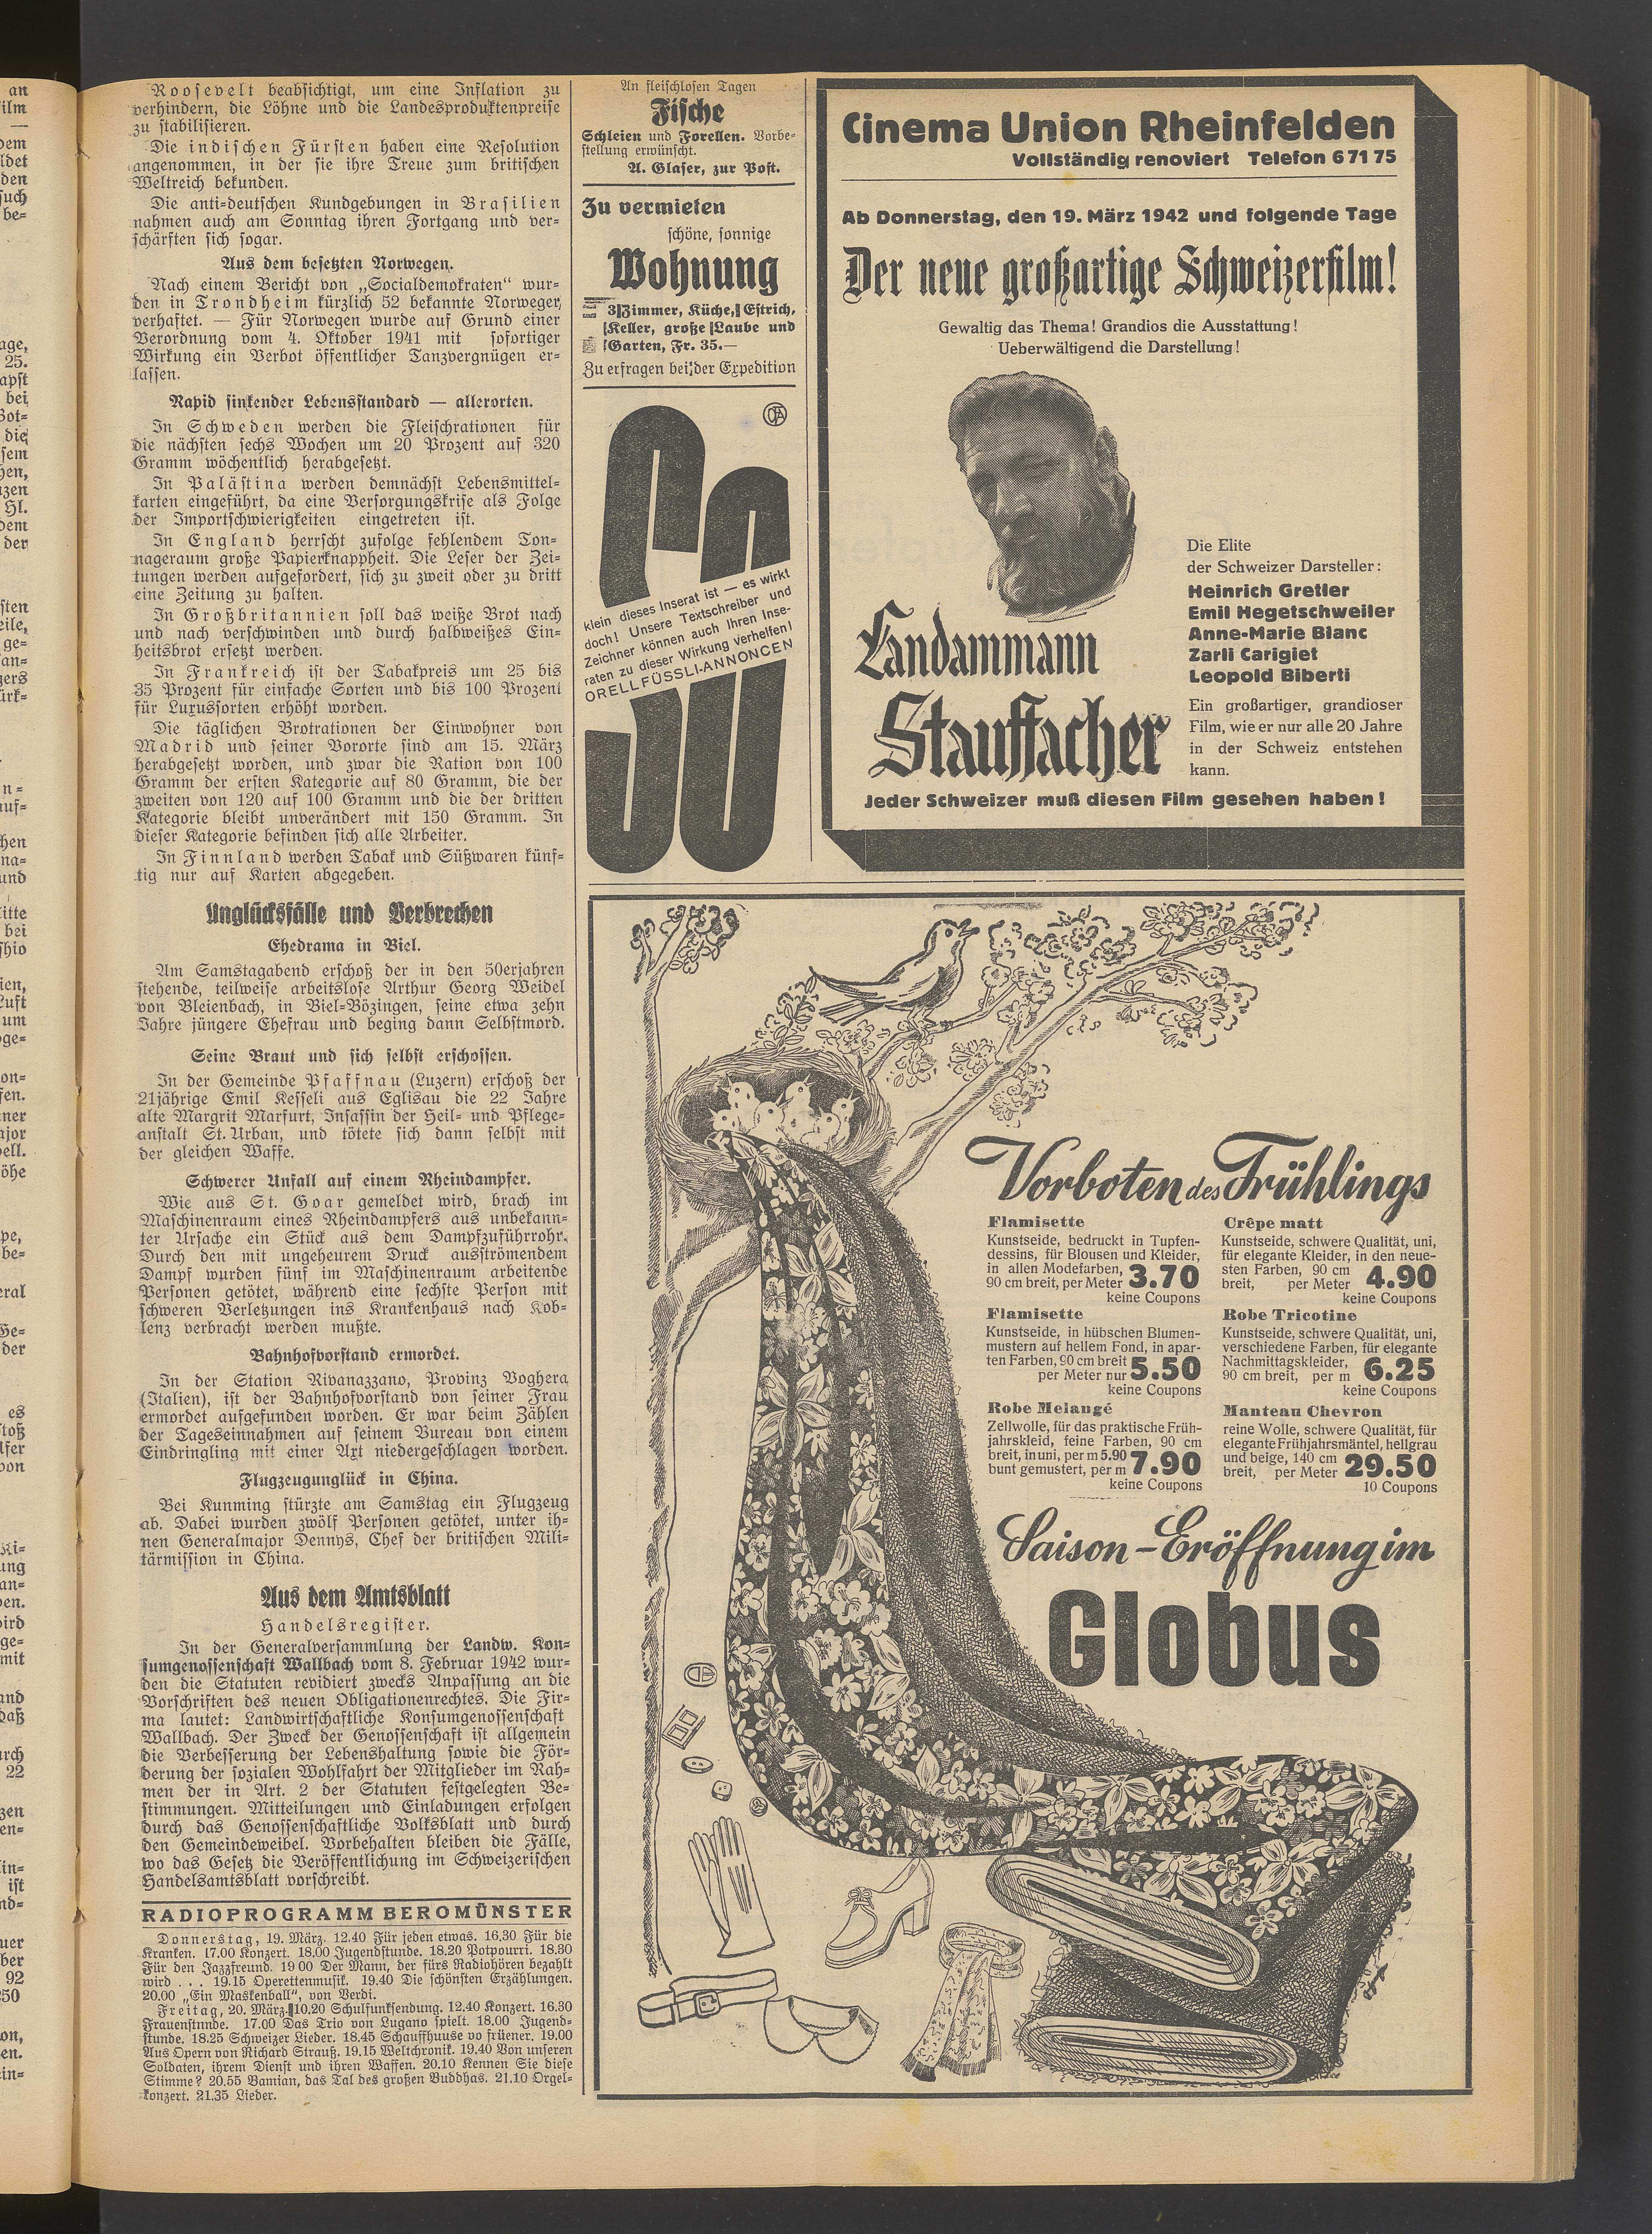 Roosevelt beabsichtigt, um eine Inflation zu
verhindern, die Löhne und die Landesproduktenpreise
zu stabilisieren.
Die indischen Fürsten haben eine Resolution
angenommen, in der sie ihre Treue zum britischen
Weltreich bekunden.
Die anti-deutschen Kundgebungen in Brasilien
nahmen auch am Sonntag ihren Fortgang und ver-
schärften sich sogar.
Aus dem besetzten Norwegen.
Nach einem Bericht von „Socialdemokraten“ wur-
den in Trondheim kürzlich 52 bekannte Norweger
verhaftet. — Für Norwegen wurde auf Grund einer
Verordnung vom 4. Oktober 1941 mit sofortiger
Wirkung ein Verbot öffentlicher Tanzvergnügen er-
lassen.
Rapid sinkender Lebensstandard — allerorten.
In Schweden werden die Fleischrationen für
die nächsten sechs Wochen um 20 Prozent auf 320
Gramm wöchentlich herabgesetzt.
In Palästina werden demnächst Lebensmittel-
karten eingeführt, da eine Versorgungskrise als Folge
der Importschwierigkeiten eingetreten ist.
In England herrscht zufolge fehlendem Ton-
nageraum große Papierknappheit. Die Leser der Zei-
tungen werden aufgefordert, sich zu zweit oder zu dritt
eine Zeitung zu halten.
In Großbritannien soll das weiße Brot nach
und nach verschwinden und durch halbweißes Ein-
heitsbrot ersetzt werden.
In Frankreich ist der Tabakpreis um 25 bis
35 Prozent für einfache Sorten und bis 100 Prozent
für Luxussorten erhöht worden.
Die täglichen Brotrationen der Einwohner von
Madrid und seiner Vororte sind am 15. März
herabgesetzt worden, und zwar die Ration von 100
Gramm der ersten Kategorie auf 80 Gramm, die der
zweiten von 120 auf 100 Gramm und die der dritten
Kategorie bleibt unverändert mit 150 Gramm. In
dieser Kategorie befinden sich alle Arbeiter.
In Finnland werden Tabak und Süßwaren künf-
tig nur auf Karten abgegeben.
Unglücksfälle und Verbrechen
Ehedrama in Biel.
Am Samstagabend erschoß der in den 50erjahren
stehende, teilweise arbeitslose Arthur Georg Weidel
von Bleienbach, in Biel-Bözingen, seine etwa zehn
Jahre jüngere Ehefrau und beging dann Selbstmord.
Seine Braut und sich selbst erschossen.
In der Gemeinde Pfaffnau (Luzern) erschoß der
21jährige Emil Kesseli aus Eglisau die 22 Jahre
alte Margrit Marfurt, Insassin der Heil- und Pflege-
anstalt St. Urban, und tötete sich dann selbst mit
der gleichen Waffe.
Schwerer Unfall auf einem Rheindampfer.
Wie aus St. Goar gemeldet wird, brach im
Maschinenraum eines Rheindampfers aus unbekann-
ter Ursache ein Stück aus dem Dampfzuführrohr.
Durch den mit ungeheurem Druck ausströmendem
Dampf wurden fünf im Maschinenraum arbeitende
Personen getötet, während eine sechste Person mit
schweren Verletzungen ins Krankenhaus nach Kob-
lenz verbracht werden mußte.
Bahnhofvorstand ermordet.
In der Station Rivanazzano, Provinz Voghera
(Italien), ist der Bahnhofvorstand von seiner Frau
ermordet aufgefunden worden. Er war beim Zählen
der Tageseinnahmen auf seinem Bureau von einem
Eindringling mit einer Axt niedergeschlagen worden.
Flugzeugunglück in China.
Bei Kunming stürzte am Samstag ein Flugzeug
ab. Dabei wurden zwölf Personen getötet, unter ih-
nen Generalmajor Dennys, Chef der britischen Mili-
tärmission in China.
Aus dem Amtsblatt
Handelsregister.
In der Generalversammlung der Landw. Kon-
sumgenossenschaft Wallbach vom 8. Februar 1942 wur-
den die Statuten revidiert zwecks Anpassung an die
Vorschriften des neuen Obligationenrechtes. Die Fir-
ma lautet: Landwirtschaftliche Konsumgenossenschaft
Wallbach. Der Zweck der Genossenschaft ist allgemein
die Verbesserung der Lebenshaltung sowie die För-
derung der sozialen Wohlfahrt der Mitglieder im Rah-
men der in Art. 2 der Statuten festgelegten Be-
stimmungen. Mitteilungen und Einladungen erfolgen
durch das Genossenschaftliche Volksblatt und durch
den Gemeindeweibel. Vorbehalten bleiben die Fälle,
wo das Gesetz die Veröffentlichung im Schweizerischen
Handelsamtsblatt vorschreibt.
RADIOPROGRAMM BEROMÜNSTER
Donnerstag, 19. März. 12.40 Für jeden etwas. 16.30 Für die
Kranken. 17.00 Konzert. 18.00 Jugendstunde. 18.20 Potpourri. 18.30
Für den Jazzfreund. 19 00 Der Mann, der fürs Radiohören bezahlt
wird . . . 19.15 Operettenmusik. 19.40 Die schönsten Erzählungen.
20.00 „Ein Maskenball“, von Verdi.
Freitag, 20. März. 10.20 Schulfunksendung. 12.40 Konzert. 16.30
Frauenstunde. 17.00 Das Trio von Lugano spielt. 18.00 Jugend-
stunde. 18.25 Schweizer Lieder. 18.45 Schauffhuuse vo früener. 19.00
Aus Opern von Richard Strauß. 19.15 Weltchronik. 19.40 Von unseren
Soldaten, ihrem Dienst und ihren Waffen. 20.10 Kennen Sie diese
Stimme? 20.55 Bamian, das Tal des großen Buddhas. 21.10 Orgel-
konzert. 21.35 Lieder.
An fleischlosen Tagen
Fische
Schleien und Forellen. Vorbe-
stellung erwünscht.
A. Glaser, zur Post.
Zu vermieten
schöne, sonnige
Wohnung
3 Zimmer, Küche, Estrich,
Keller, große Laube und
Garten, Fr. 35.—
Zu erfragen bei der Expedition
SO
klein dieses Inserat ist — es wirkt
doch! Unsere Textschreiber und
Zeichner können auch Ihren Inse-
raten zu dieser Wirkung verhelfen!
ORELL FÜSSLI-ANNONCEN
Cinema Union Rheinfelden
Vollständig renoviert Telefon 6 71 75
Ab Donnerstag, den 19. März 1942 und folgende Tage
Der neue großartige Schweizerfilm!
Gewaltig das Thema! Grandios die Ausstattung!
Ueberwältigend die Darstellung!
Landammann
Stauffacher
Die Elite
der Schweizer Darsteller:
Heinrich Gretler
Emil Hegetschweiler
Anne-Marie Blanc
Zarli Carigiet
Leopold Biberti
Ein großartiger, grandioser
Film, wie er nur alle 20 Jahre
in der Schweiz entstehen
kann.
Jeder Schweizer muß diesen Film gesehen haben!
Vorboten des Frühlings
Flamisette
Kunstseide, bedruckt in Tupfen-
dessins, für Blousen und Kleider,
in allen Modefarben,
90 cm breit, per Meter 3.70
keine Coupons
Flamisette
Kunstseide, in hübschen Blumen-
mustern auf hellem Fond, in apar-
ten Farben, 90 cm breit
per Meter nur 5.50
keine Coupons
Robe Melangé
Zellwolle, für das praktische Früh-
jahrskleid, feine Farben, 90 cm
breit, in uni, per m 5.90
bunt gemustert, per m 7.90
keine Coupons
Crêpe matt
Kunstseide, schwere Qualität, uni,
für elegante Kleider, in den neue-
sten Farben, 90 cm
breit, per Meter 4.90
keine Coupons
Robe Tricotine
Kunstseide, schwere Qualität, uni,
verschiedene Farben, für elegante
Nachmittagskleider,
90 cm breit, per m 6.25
keine Coupons
Manteau Chevron
reine Wolle, schwere Qualität, für
elegante Frühjahrsmäntel, hellgrau
und beige, 140 cm
breit, per Meter 29.50
10 Coupons
Saison-Eröffnung im
Globus